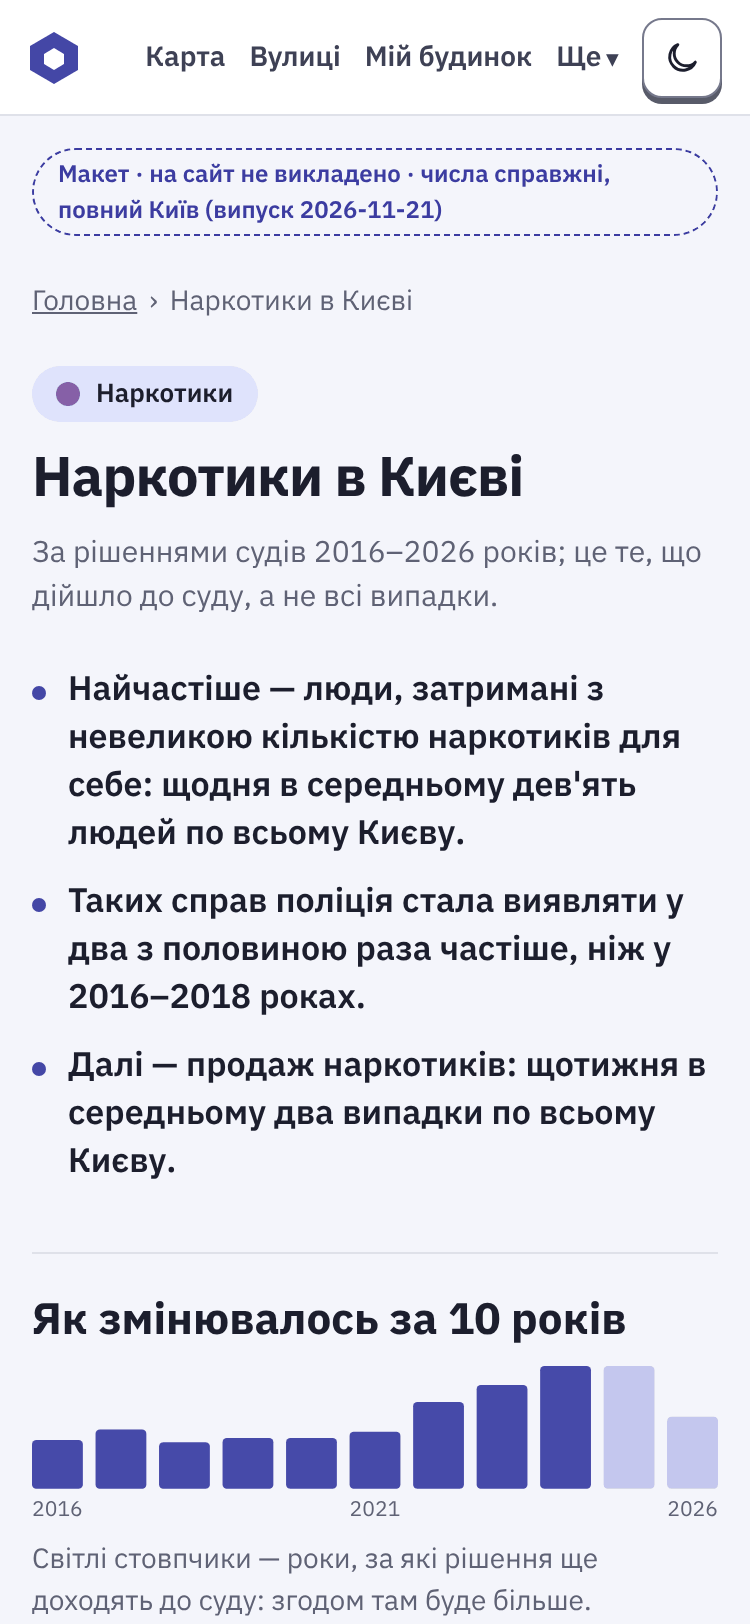 Карта Вулиці Мій будинок Ще ▾
Макет · на сайт не викладено · числа справжні,
повний Київ (випуск 2026-11-21)
Головна › Наркотики в Києві
Наркотики
Наркотики в Києві
За рішеннями судів 2016–2026 років; це те, що
дійшло до суду, а не всі випадки.
Найчастіше — люди, затримані з
невеликою кількістю наркотиків для
себе: щодня в середньому дев'ять
людей по всьому Києву.
Таких справ поліція стала виявляти у
два з половиною раза частіше, ніж у
2016–2018 роках.
Далі — продаж наркотиків: щотижня в
середньому два випадки по всьому
Києву.
Як змінювалось за 10 років
2016 2021 2026
Світлі стовпчики — роки, за які рішення ще
доходять до суду: згодом там буде більше.